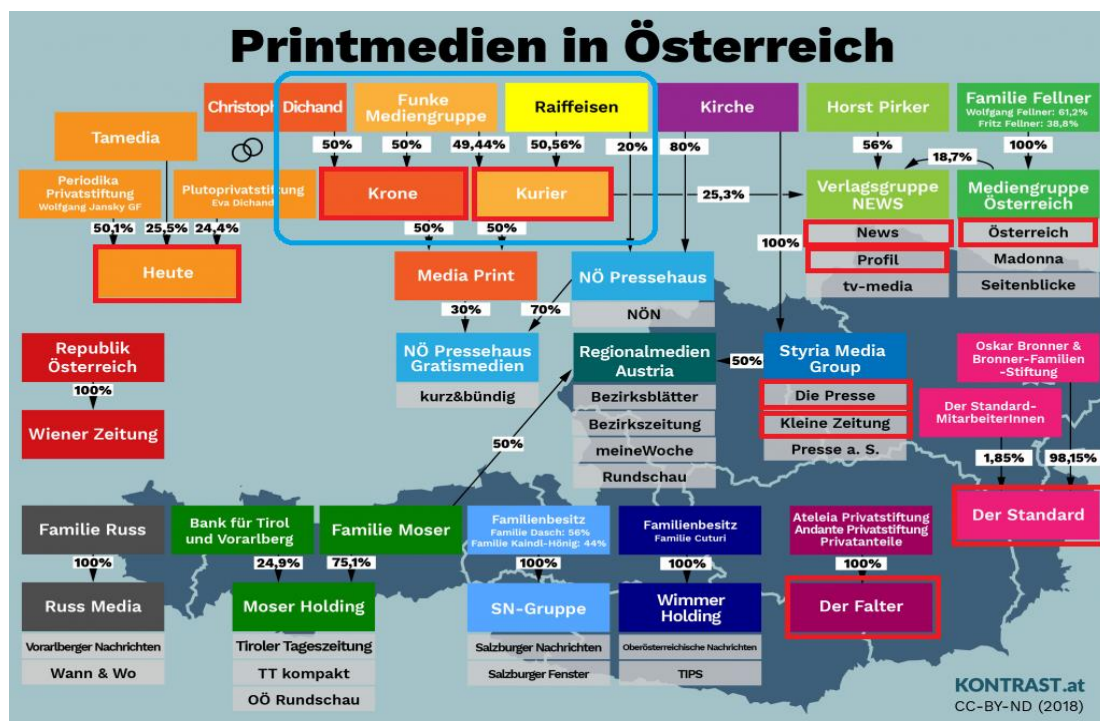 Printmedien in Österreich
Christoph Dichand
Funke
Mediengruppe
Raiffeisen
Kirche
Horst Pirker
Familie Fellner
Wolfgang Fellner: 61,2%
Fritz Fellner: 38,8%
Tamedia
50%
50%
49,44%
50,56%
20%
80%
56%
18,7%
100%
Periodika
Privatstiftung
Wolfgang Jansky GF
Plutoprivatstiftung
Eva Dichand
Krone
Kurier
25,3%
Verlagsgruppe
NEWS
Mediengruppe
Österreich
50,1%
25,5%
24,4%
50%
50%
100%
News
Österreich
Heute
Media Print
NÖ Pressehaus
Profil
Madonna
tv-media
Seitenblicke
30%
70%
NÖN
Republik
Österreich
NÖ Pressehaus
Gratismedien
Regionalmedien
Austria
50%
Styria Media
Group
Oskar Bronner &
Bronner-Familien
-Stiftung
100%
kurz&bündig
Bezirksblätter
Die Presse
Der Standard-
MitarbeiterInnen
Wiener Zeitung
Bezirkszeitung
Kleine Zeitung
50%
meineWoche
Presse a. S.
1,85%
98,15%
Rundschau
Familie Russ
Bank für Tirol
und Vorarlberg
Familie Moser
Familienbesitz
Familie Dasch: 56%
Familie Kaindl-Hönig: 44%
Familienbesitz
Familie Cuturi
Ateleia Privatstiftung
Andante Privatstiftung
Privatanteile
Der Standard
100%
24,9%
75,1%
100%
100%
100%
Russ Media
Moser Holding
SN-Gruppe
Wimmer
Holding
Der Falter
Vorarlberger Nachrichten
Tiroler Tageszeitung
Salzburger Nachrichten
Oberösterreichische Nachrichten
Wann & Wo
TT kompakt
Salzburger Fenster
TIPS
OÖ Rundschau
KONTRAST.at
CC-BY-ND (2018)